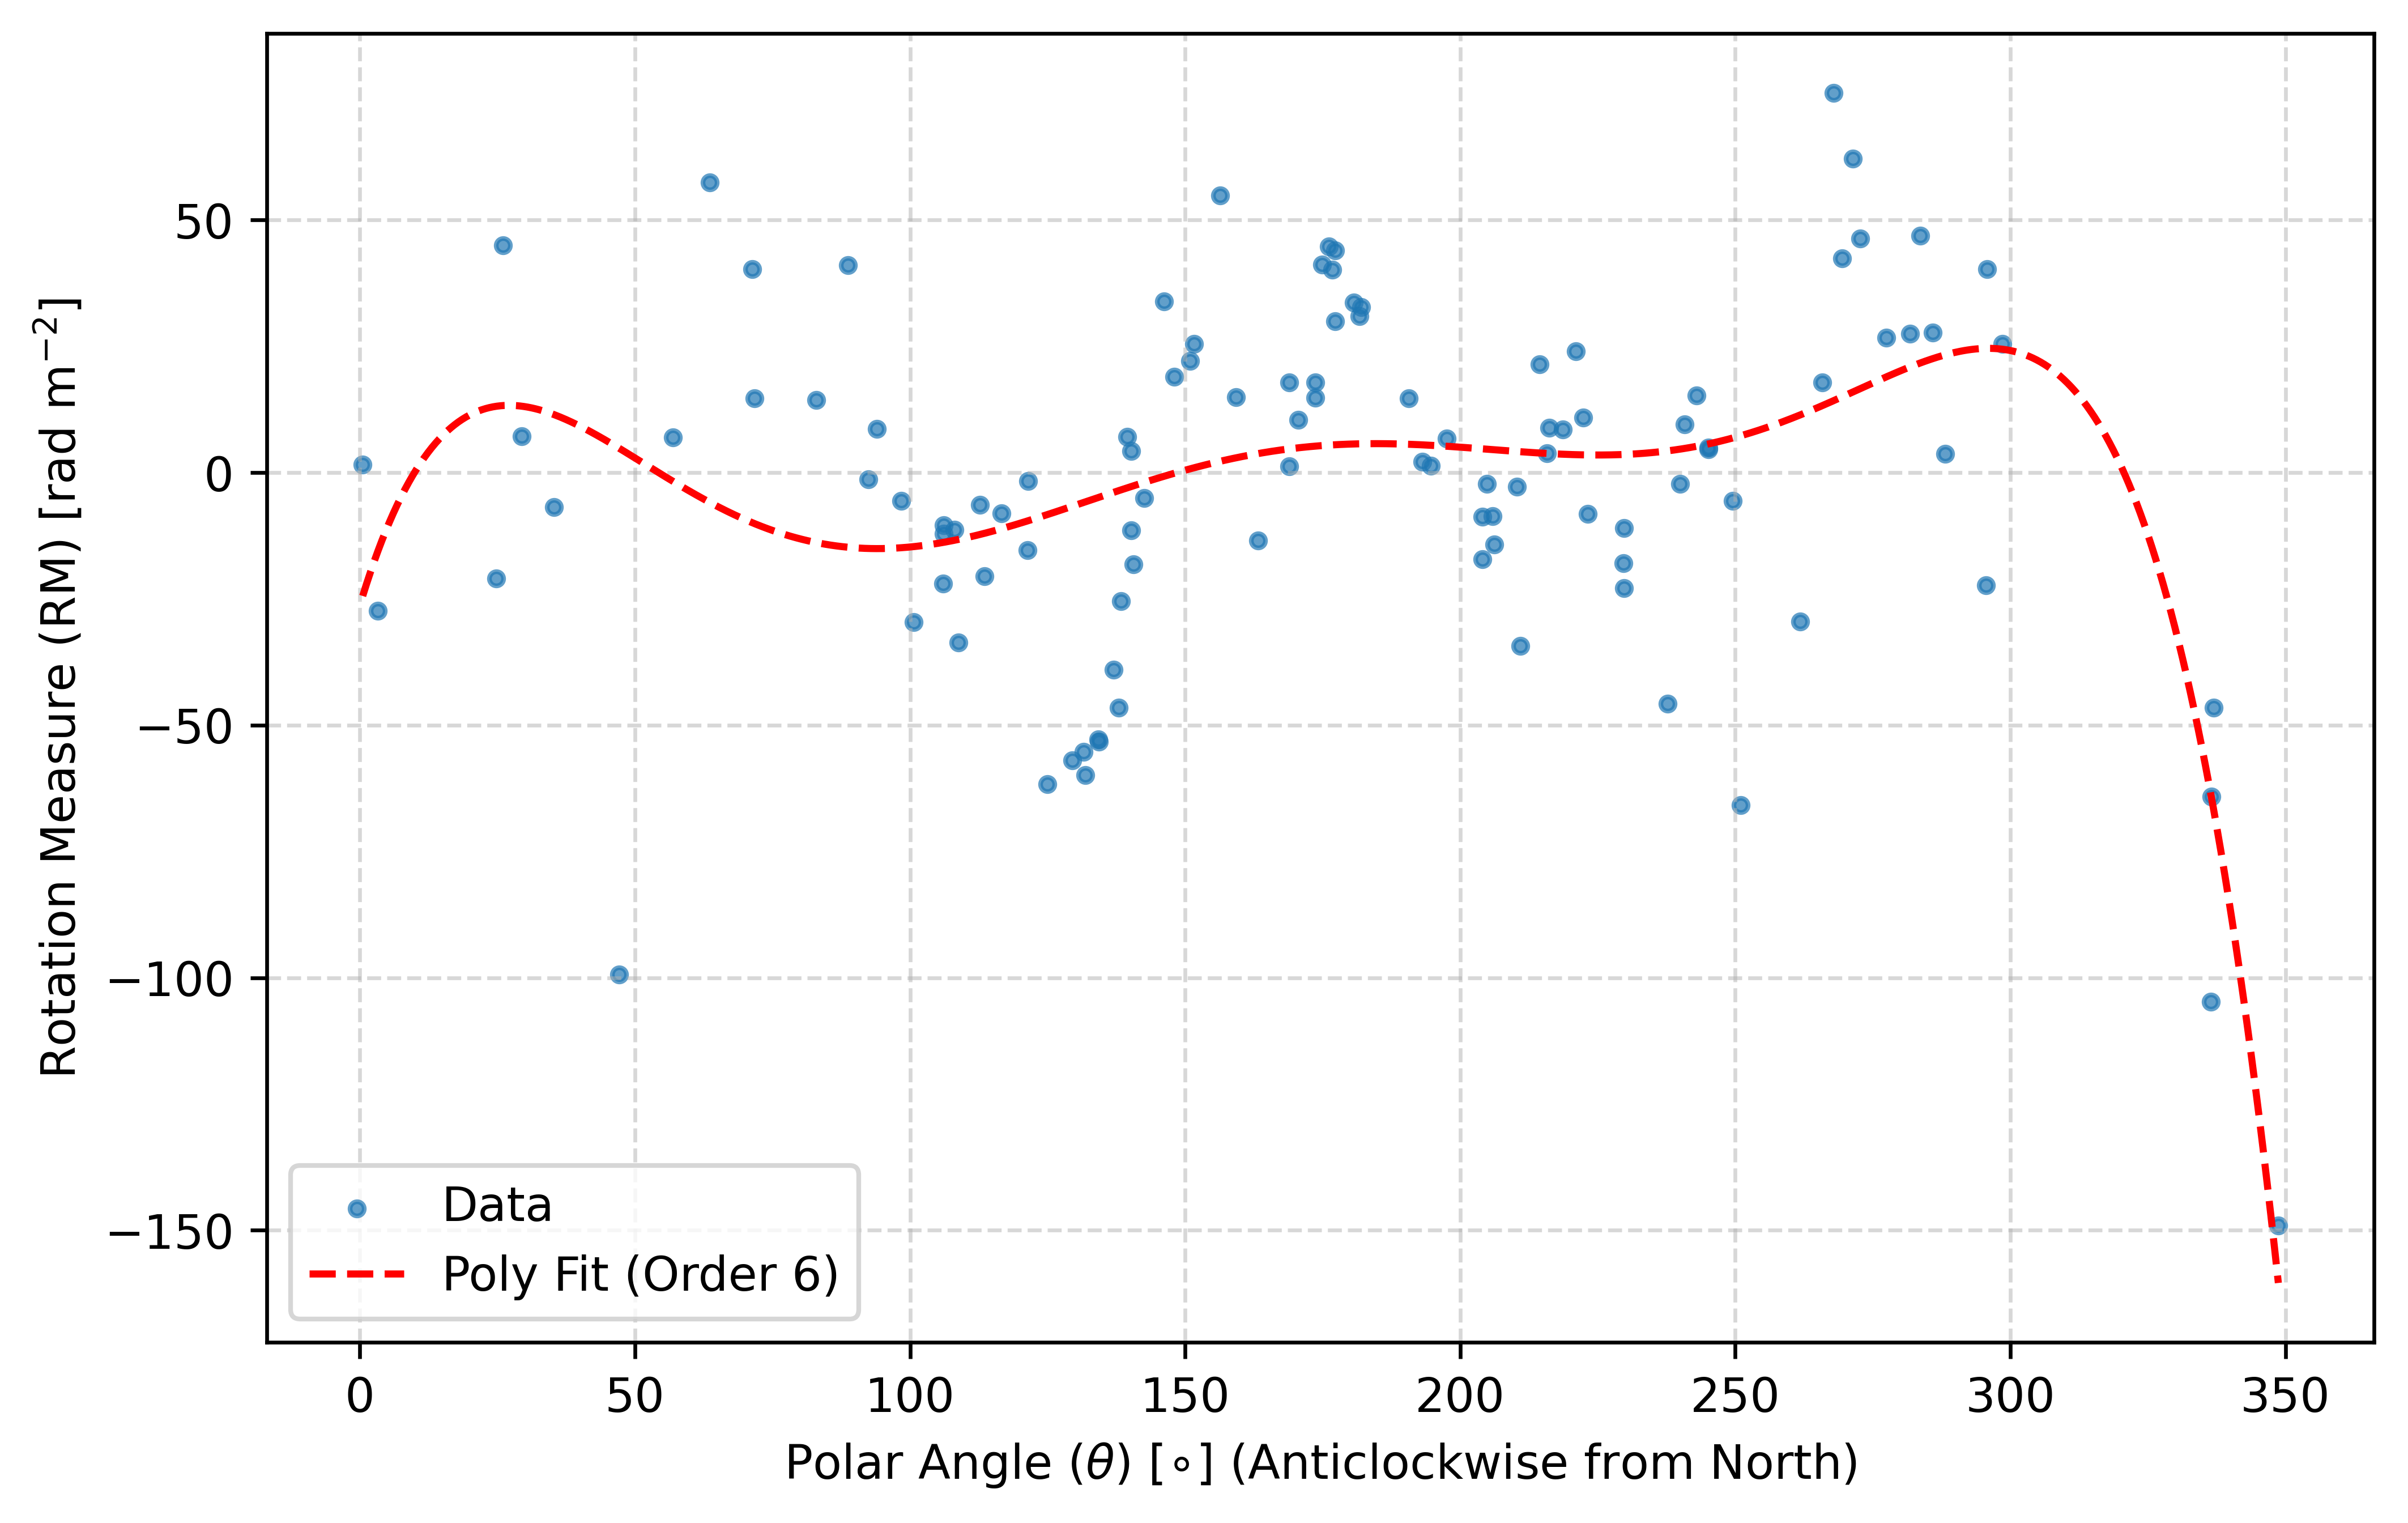 50
0
−50
−100
−150
Rotation Measure (RM) [rad m⁻²]
Data
Poly Fit (Order 6)
0 50 100 150 200 250 300 350
Polar Angle (θ) [∘] (Anticlockwise from North)